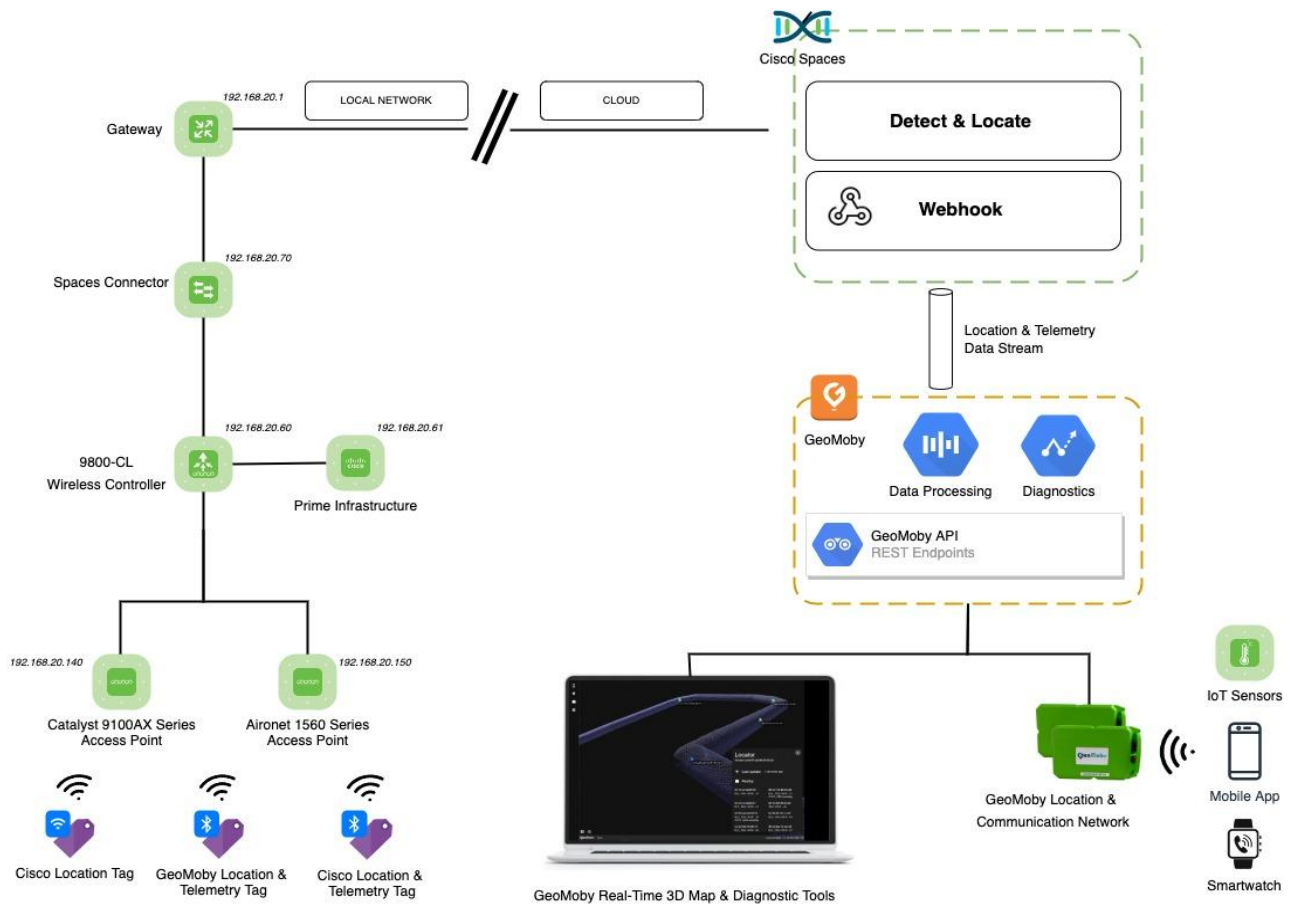 Cisco Spaces
192.168.20.1
LOCAL NETWORK
CLOUD
Gateway
Detect & Locate
Webhook
192.168.20.70
Spaces Connector
Location & Telemetry
Data Stream
GeoMoby
192.168.20.60
192.168.20.61
9800-CL
Wireless Controller
cisco
Prime Infrastructure
Data Processing
Diagnostics
GeoMoby API
REST Endpoints
192.168.20.140
192.168.20.150
Catalyst 9100AX Series
Access Point
Aironet 1560 Series
Access Point
Locator
IoT Sensors
GeoMoby
Mobile App
GeoMoby Location &
Communication Network
Smartwatch
Cisco Location Tag
GeoMoby Location &
Telemetry Tag
Cisco Location &
Telemetry Tag
GeoMoby Real-Time 3D Map & Diagnostic Tools